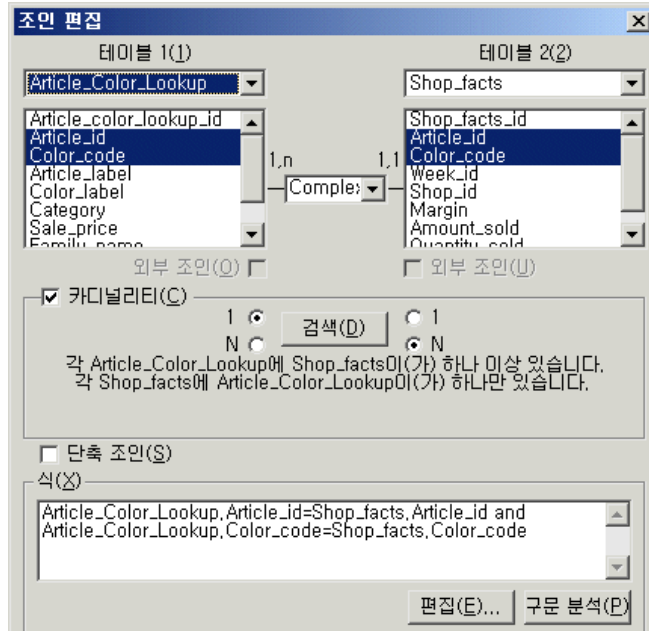 조인 편집
테이블 1(1) 테이블 2(2)
Article_Color_Lookup Shop_facts
Article_color_lookup_id Shop_facts_id
Article_id Article_id
Color_code Color_code
Article_label Week_id
Color_label Shop_id
Category Margin
Sale_price Amount_sold
Family_name Quantity_sold
1,n 1,1
Complex
외부 조인(O) 외부 조인(U)
카디널리티(C)
1 검색(D) 1
N N
각 Article_Color_Lookup에 Shop_facts이(가) 하나 이상 있습니다.
각 Shop_facts에 Article_Color_Lookup이(가) 하나만 있습니다.
단축 조인(S)
식(X)
Article_Color_Lookup.Article_id=Shop_facts.Article_id and
Article_Color_Lookup.Color_code=Shop_facts.Color_code
편집(E)... 구문 분석(P)